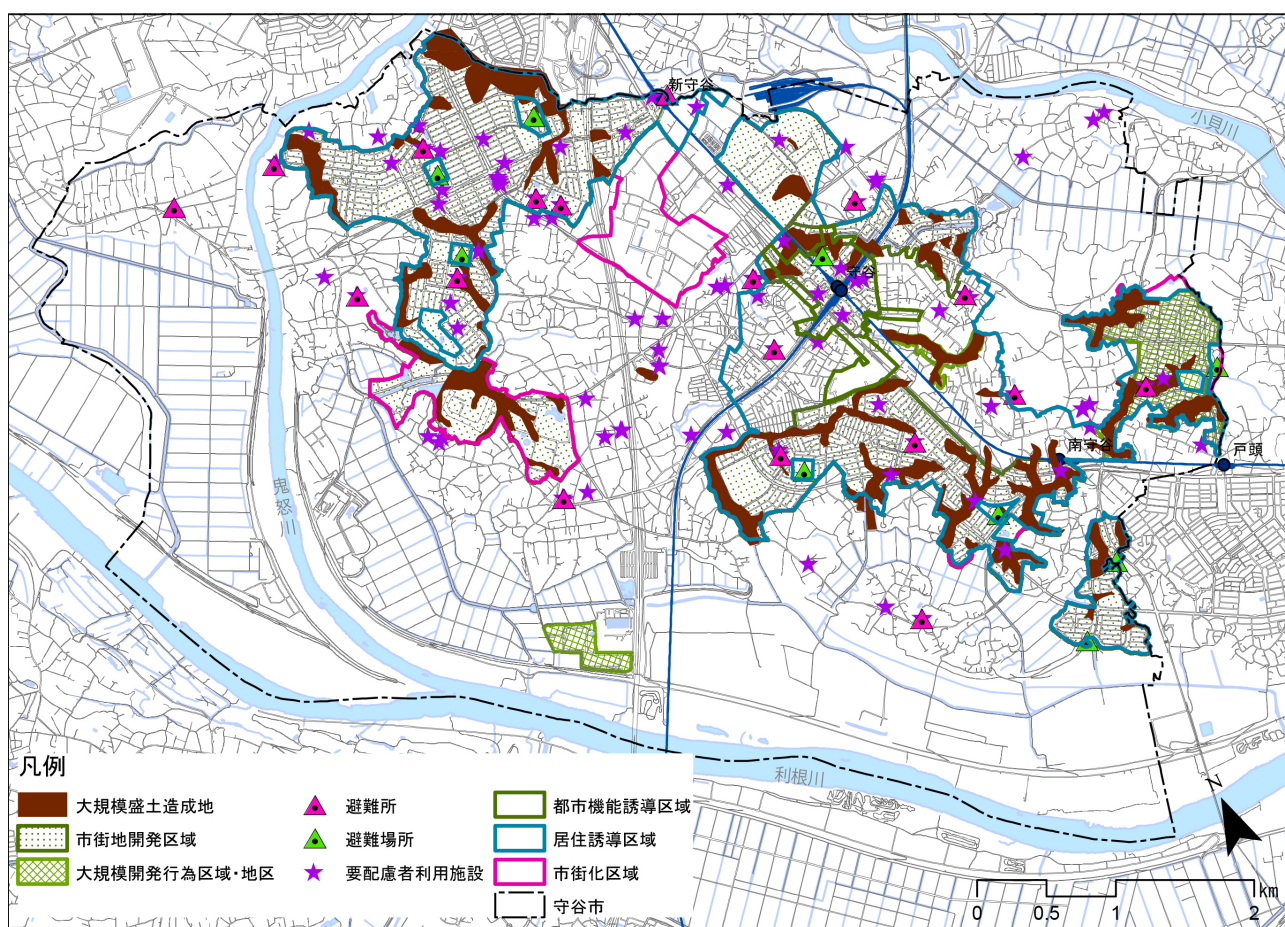 新守谷
小貝川
守谷
南守谷
戸頭
鬼怒川
利根川
N
凡例
大規模盛土造成地
市街地開発区域
大規模開発行為区域・地区
避難所
避難場所
要配慮者利用施設
都市機能誘導区域
居住誘導区域
市街化区域
守谷市
km
0 0.5 1 2